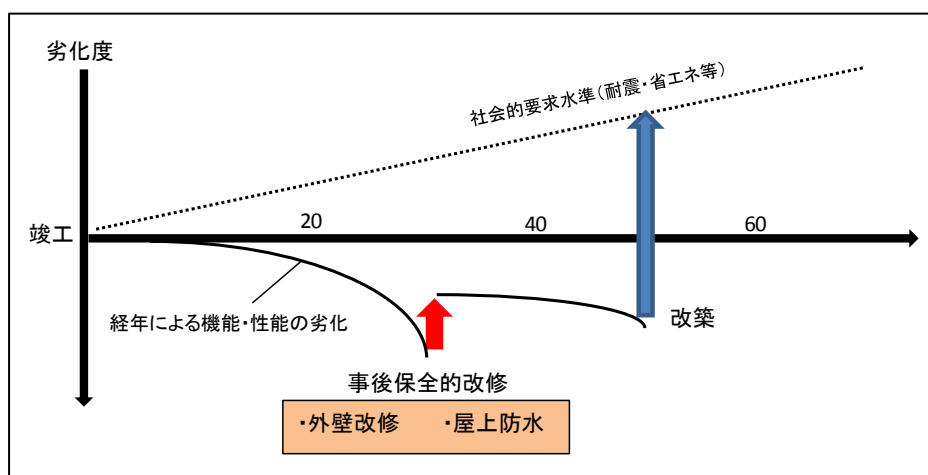 劣化度
社会的要求水準(耐震・省エネ等)
竣工
20
40
60
経年による機能・性能の劣化
改築
事後保全的改修
・外壁改修 ・屋上防水